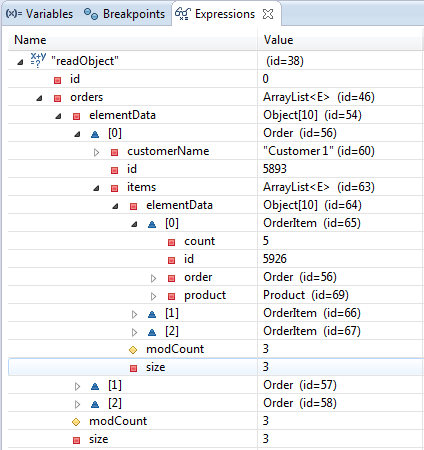 Variables Breakpoints Expressions
Name Value
"readObject" (id=38)
id 0
orders ArrayList<E> (id=46)
elementData Object[10] (id=54)
[0] Order (id=56)
customerName "Customer 1" (id=60)
id 5893
items ArrayList<E> (id=63)
elementData Object[10] (id=64)
[0] OrderItem (id=65)
count 5
id 5926
order Order (id=56)
product Product (id=69)
[1] OrderItem (id=66)
[2] OrderItem (id=67)
modCount 3
size 3
[1] Order (id=57)
[2] Order (id=58)
modCount 3
size 3